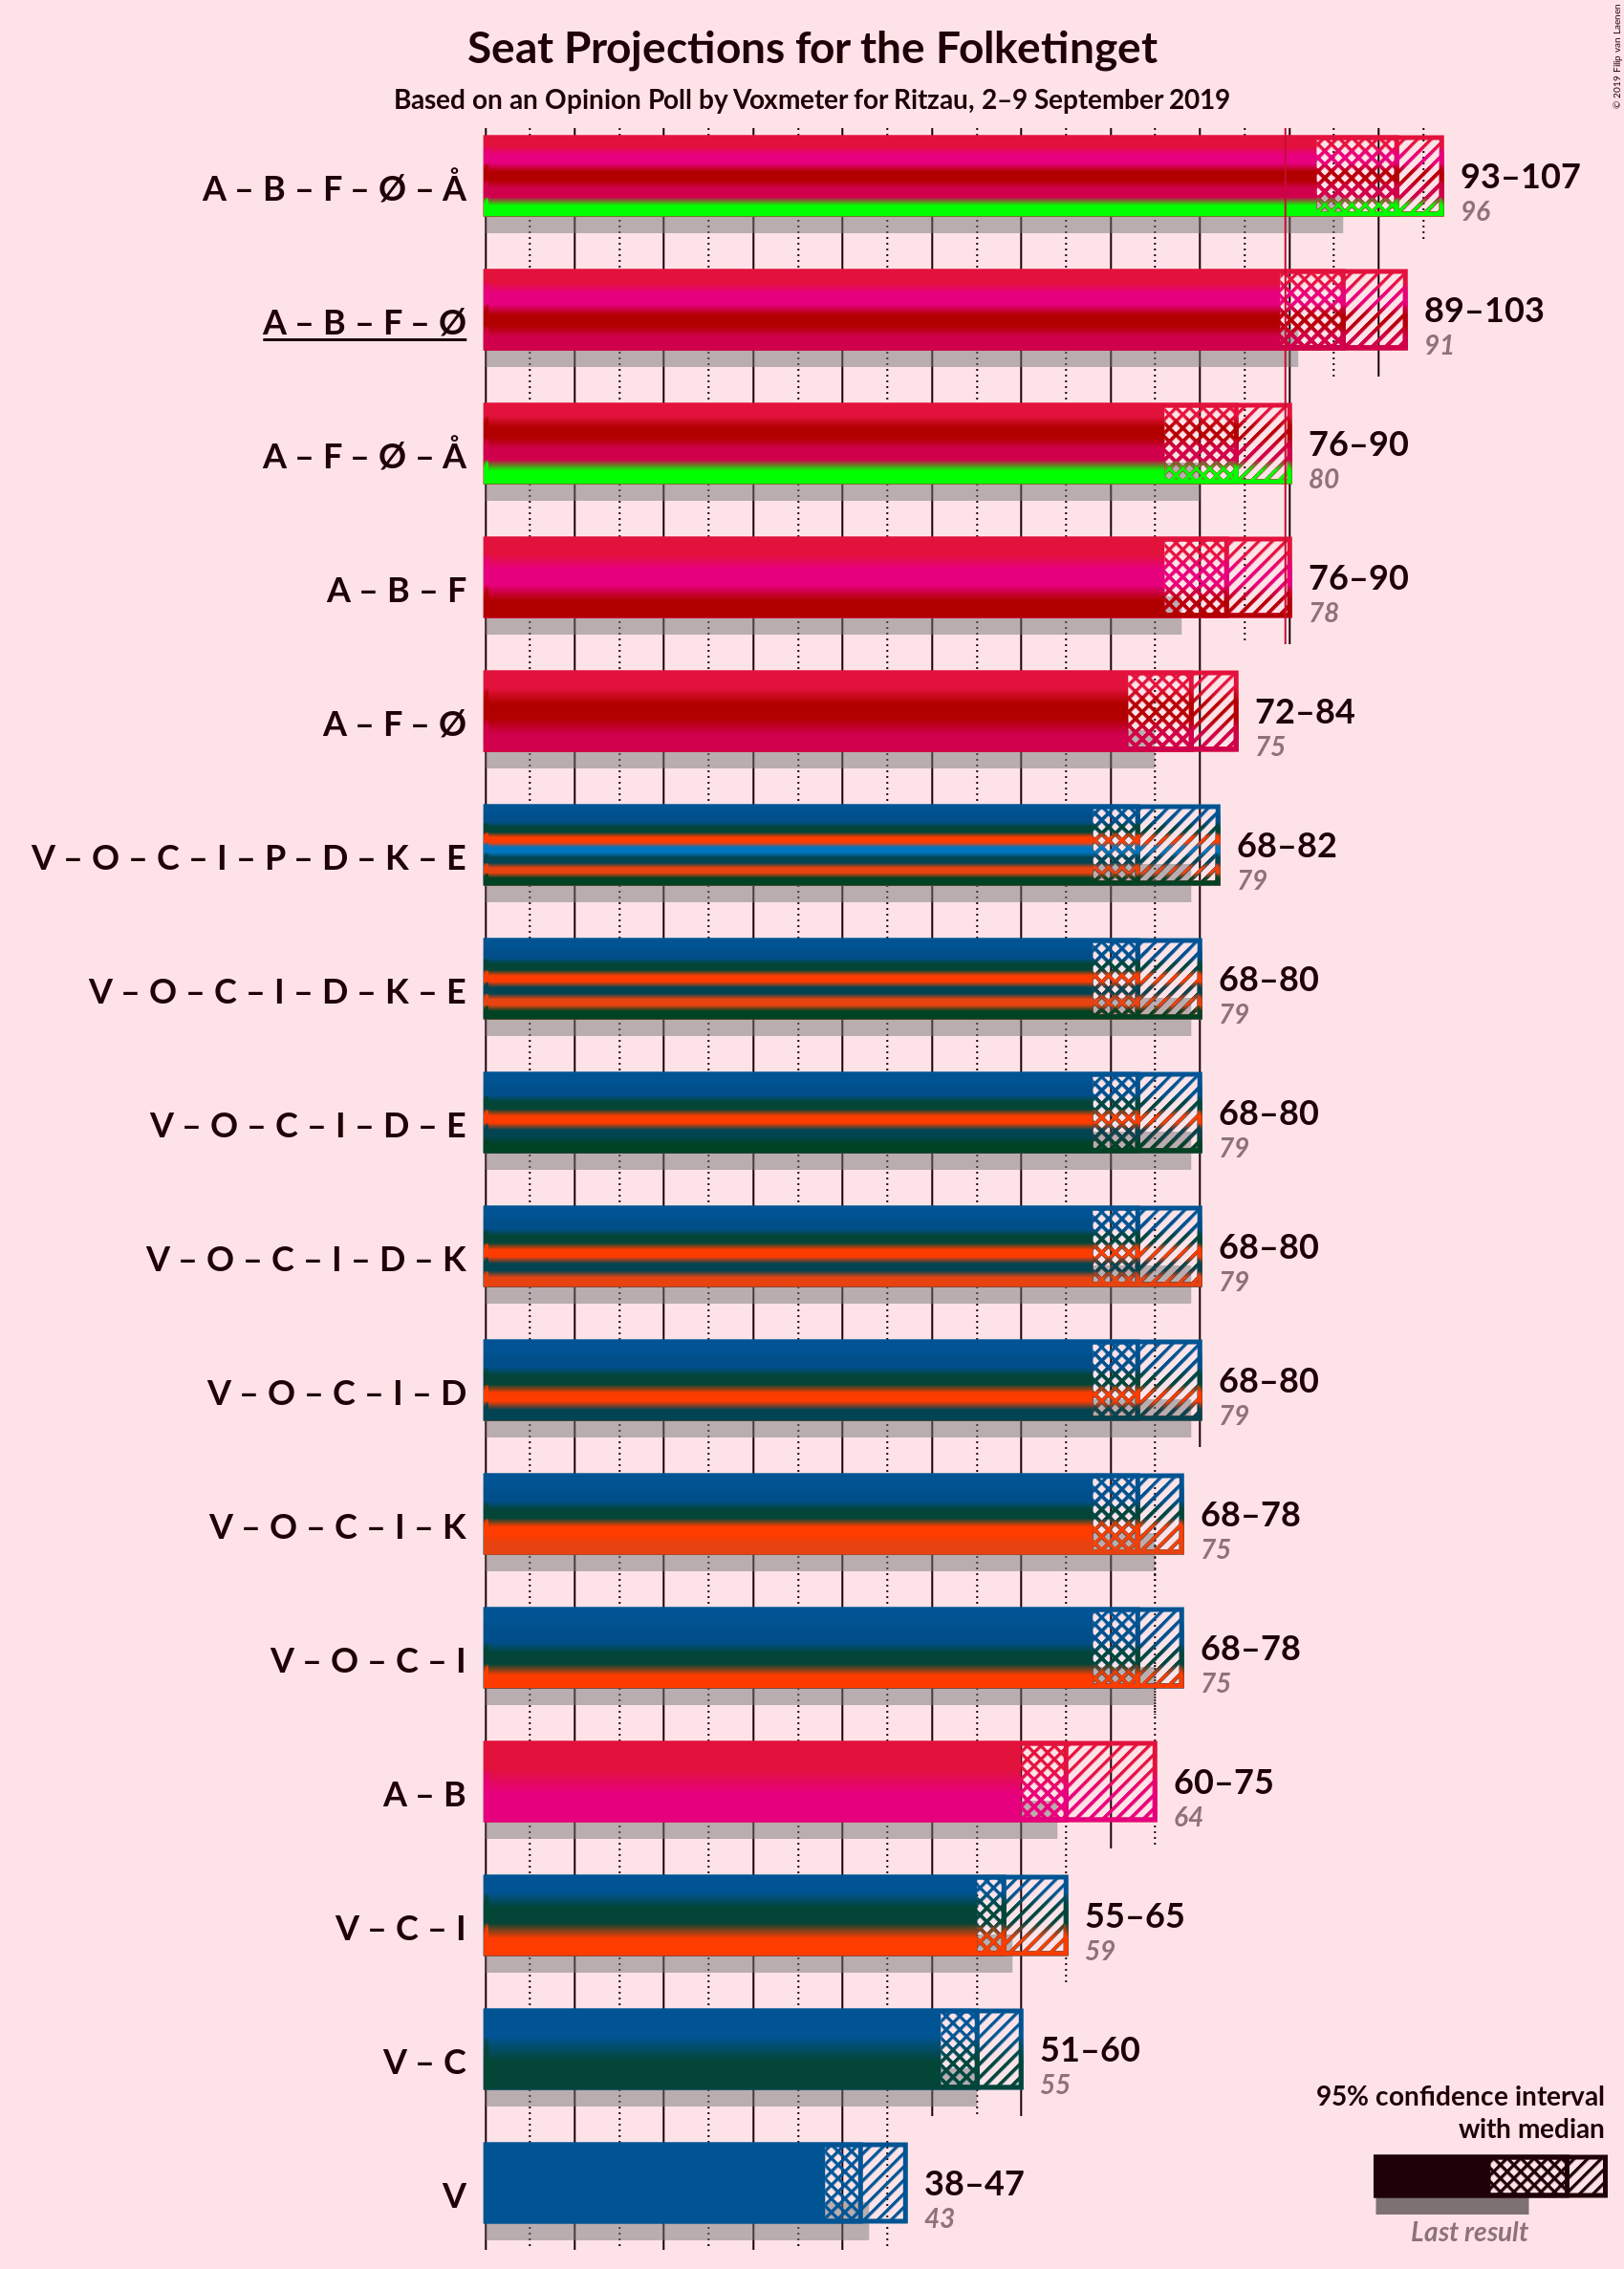 Seat Projections for the Folketinget
Based on an Opinion Poll by Voxmeter for Ritzau, 2–9 September 2019
© 2019 Filip van Laenen
A – B – F – Ø – Å
93–107
96
A – B – F – Ø
89–103
91
A – F – Ø – Å
76–90
80
A – B – F
76–90
78
A – F – Ø
72–84
75
V – O – C – I – P – D – K – E
68–82
79
V – O – C – I – D – K – E
68–80
79
V – O – C – I – D – E
68–80
79
V – O – C – I – D – K
68–80
79
V – O – C – I – D
68–80
79
V – O – C – I – K
68–78
75
V – O – C – I
68–78
75
A – B
60–75
64
V – C – I
55–65
59
V – C
51–60
55
V
38–47
43
95% confidence interval
with median
Last result